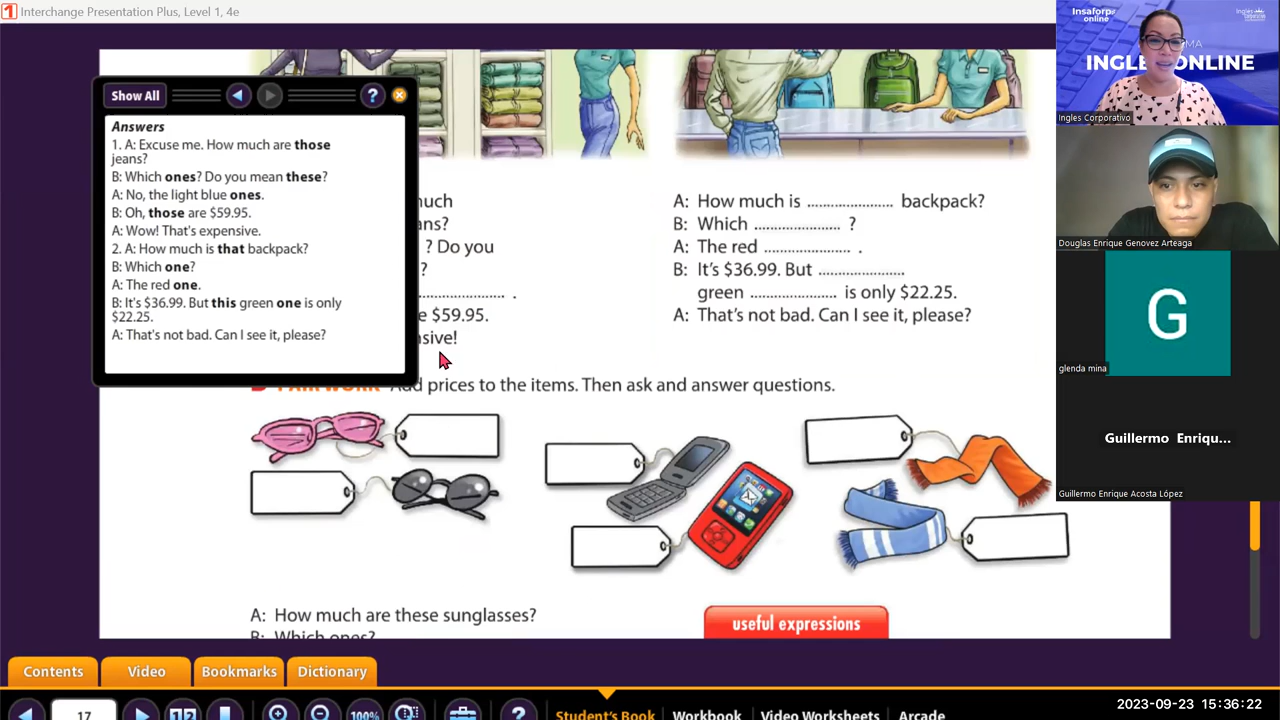 Interchange Presentation Plus, Level 1, 4e
Show All
?
Answers
1. A: Excuse me. How much are those
jeans?
B: Which ones? Do you mean these?
A: No, the light blue ones.
B: Oh, those are $59.95.
A: Wow! That's expensive.
2. A: How much is that backpack?
B: Which one?
A: The red one.
B: It's $36.99. But this green one is only
$22.25.
A: That's not bad. Can I see it, please?
? Do you
?
.................... .
$59.95.
A: How much is .................... backpack?
B: Which .................... ?
A: The red .................... .
B: It's $36.99. But ....................
green .................... is only $22.25.
A: That's not bad. Can I see it, please?
Add prices to the items. Then ask and answer questions.
A: How much are these sunglasses?
B: Which ones?
useful expressions
Contents
Video
Bookmarks
Dictionary
17
100%
?
Student's Book
Workbook
Video Worksheets
Arcade
Insaforp
online
Ingles Corporativo
Douglas Enrique Genovez Arteaga
G
glenda mina
Guillermo Enriqu...
Guillermo Enrique Acosta López
2023-09-23 15:36:22